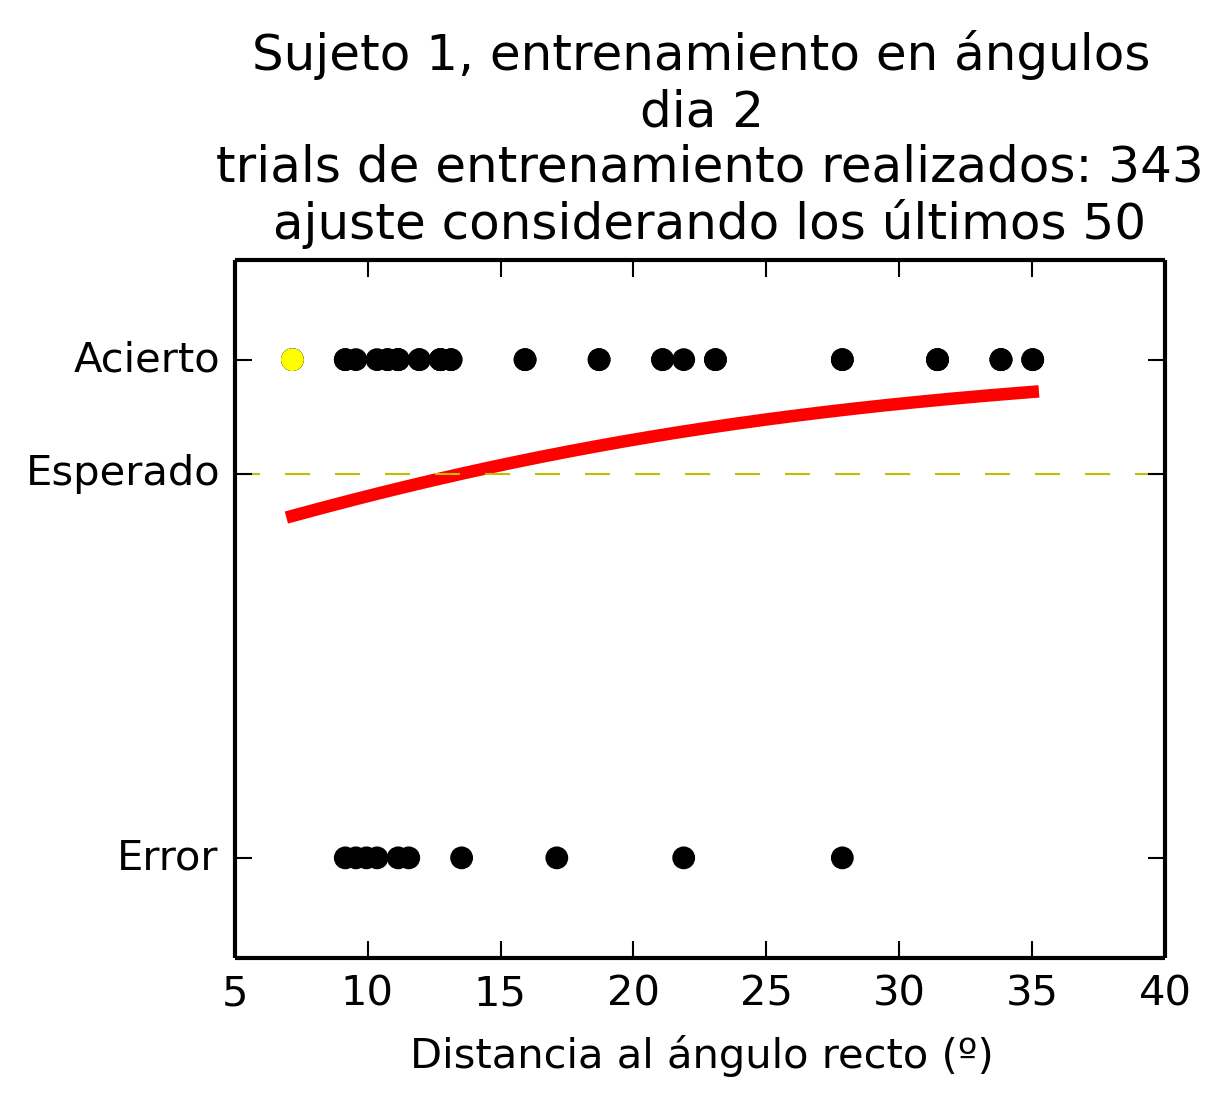 Sujeto 1, entrenamiento en ángulos
dia 2
trials de entrenamiento realizados: 343
ajuste considerando los últimos 50
Acierto
Esperado
Error
5 10 15 20 25 30 35 40
Distancia al ángulo recto (º)